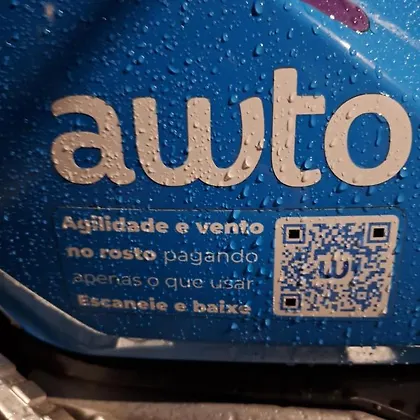 awto
Agilidade e vento
no rosto pagando
apenas o que usar
Escaneie e baixe